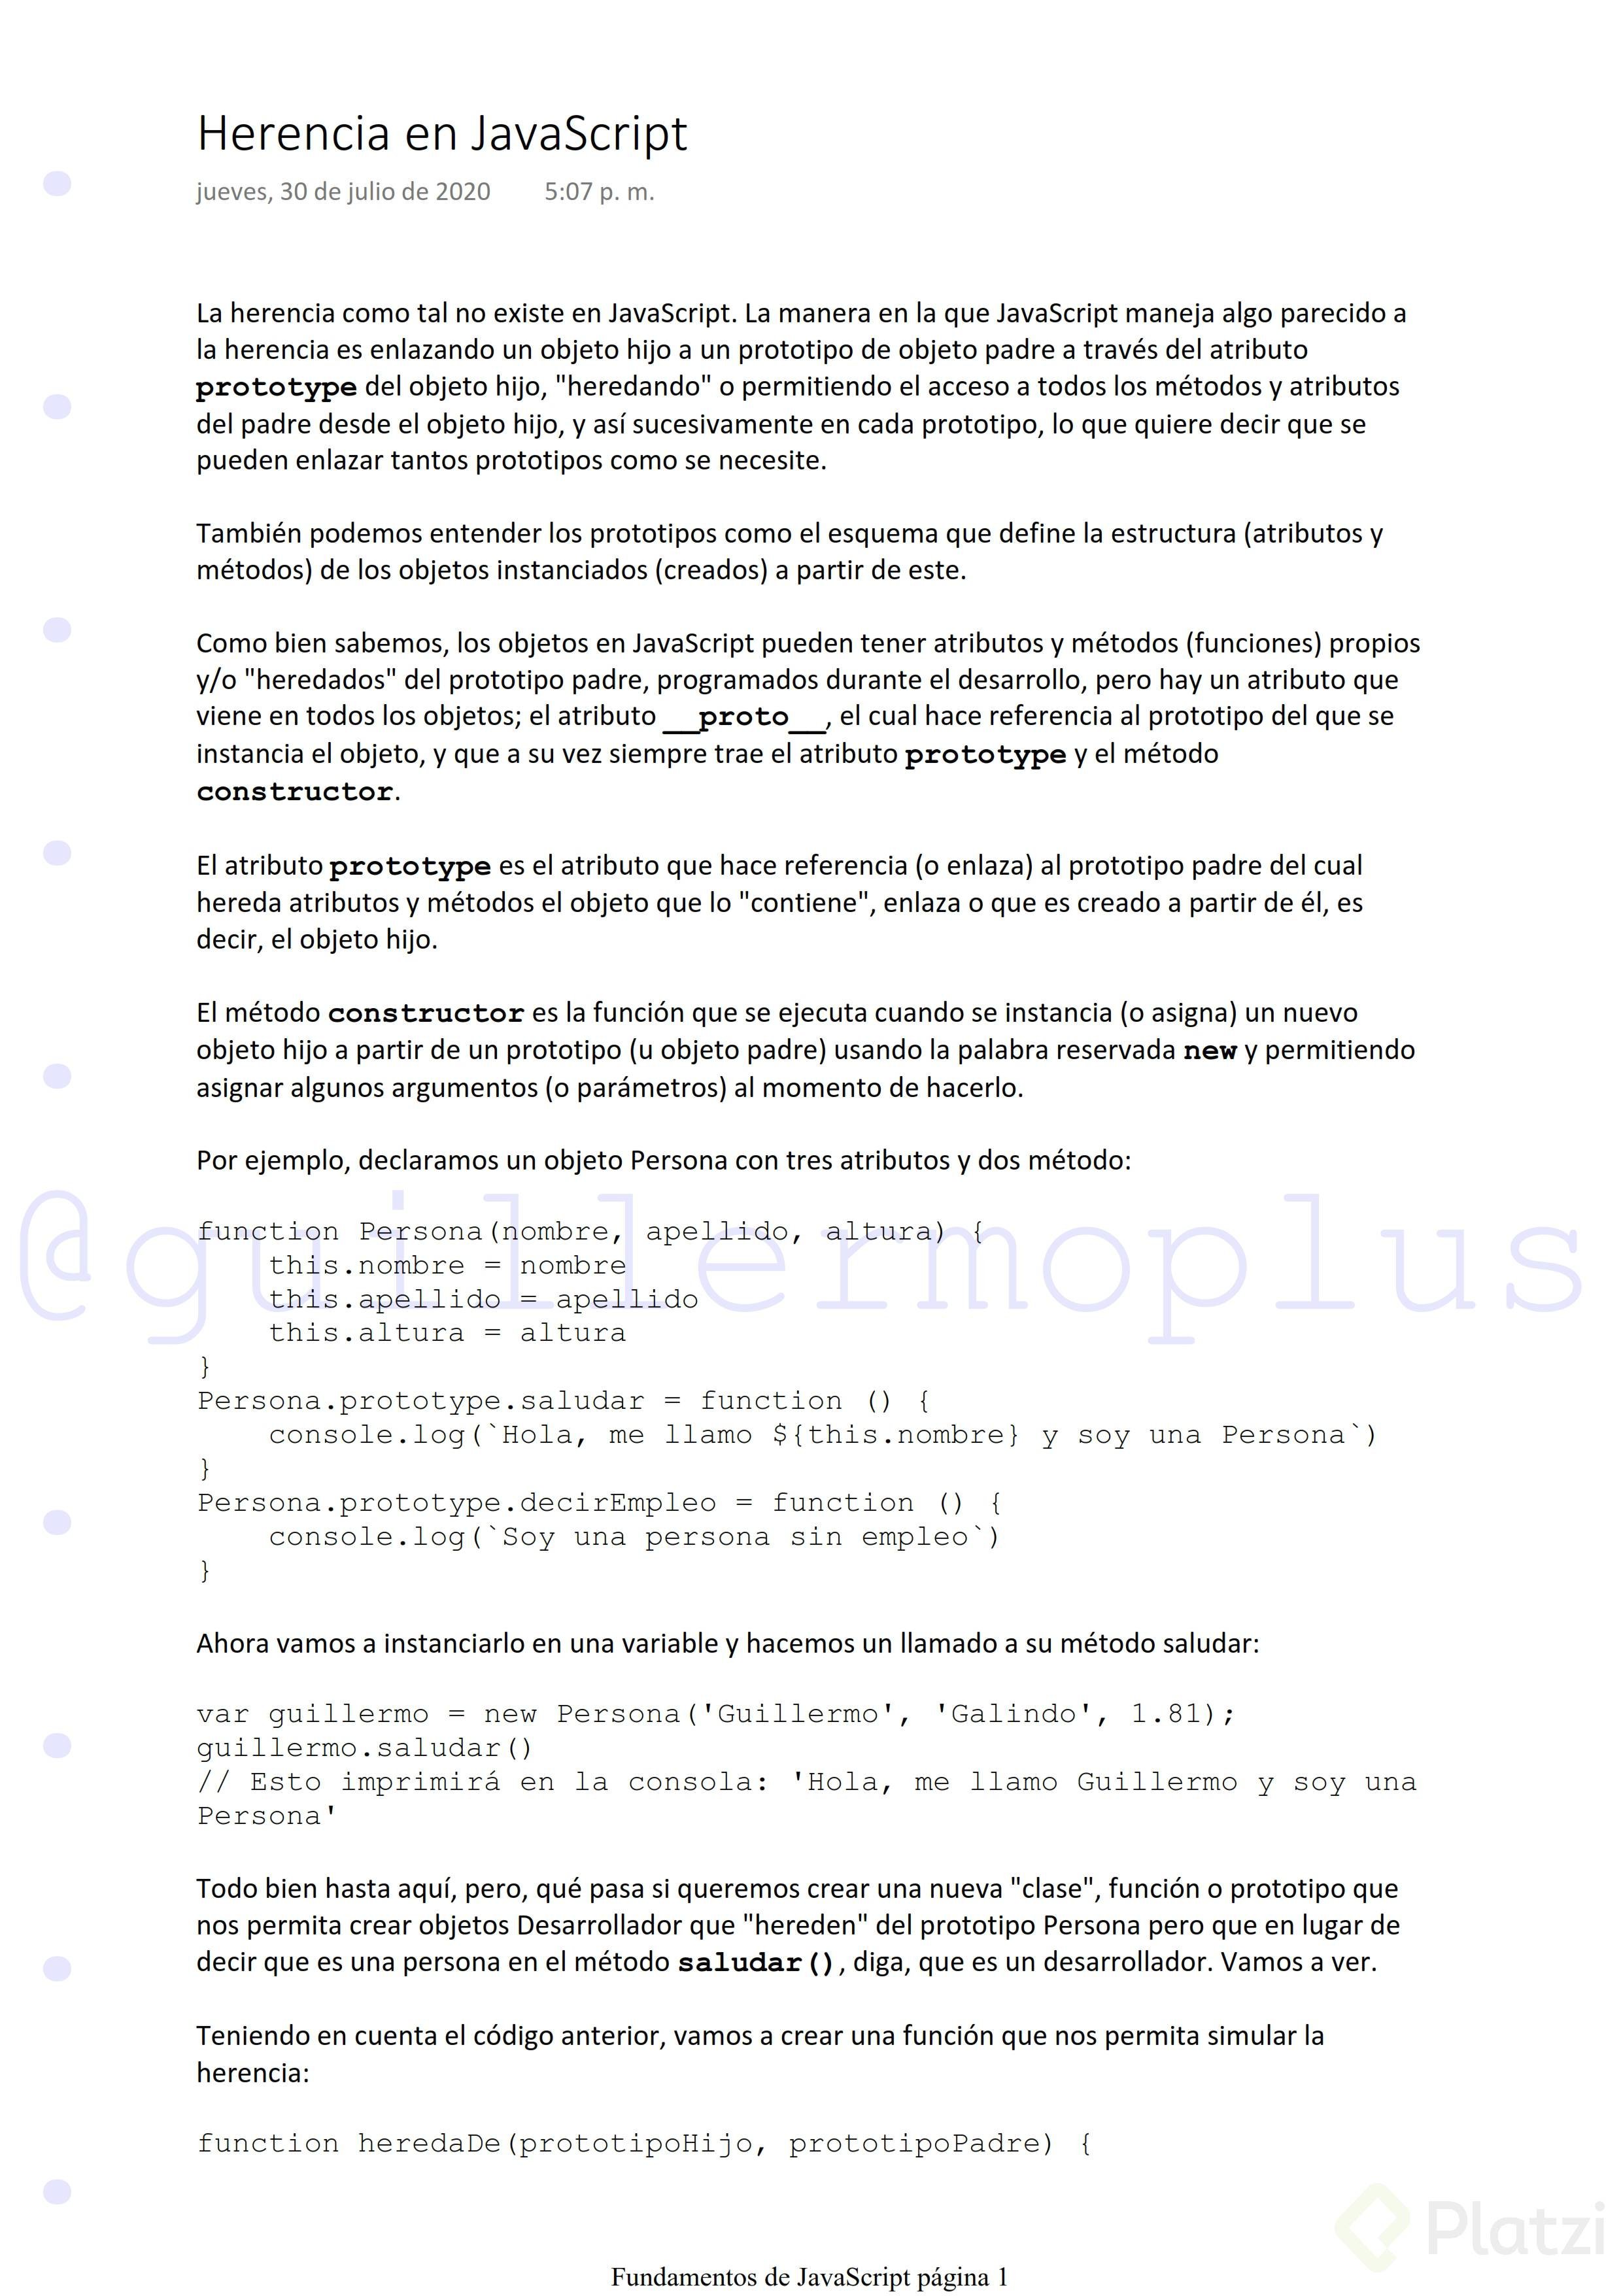 Herencia en JavaScript
jueves, 30 de julio de 2020 5:07 p. m.
La herencia como tal no existe en JavaScript. La manera en la que JavaScript maneja algo parecido a
la herencia es enlazando un objeto hijo a un prototipo de objeto padre a través del atributo
prototype del objeto hijo, "heredando" o permitiendo el acceso a todos los métodos y atributos
del padre desde el objeto hijo, y así sucesivamente en cada prototipo, lo que quiere decir que se
pueden enlazar tantos prototipos como se necesite.
También podemos entender los prototipos como el esquema que define la estructura (atributos y
métodos) de los objetos instanciados (creados) a partir de este.
Como bien sabemos, los objetos en JavaScript pueden tener atributos y métodos (funciones) propios
y/o "heredados" del prototipo padre, programados durante el desarrollo, pero hay un atributo que
viene en todos los objetos; el atributo __proto__, el cual hace referencia al prototipo del que se
instancia el objeto, y que a su vez siempre trae el atributo prototype y el método
constructor.
El atributo prototype es el atributo que hace referencia (o enlaza) al prototipo padre del cual
hereda atributos y métodos el objeto que lo "contiene", enlaza o que es creado a partir de él, es
decir, el objeto hijo.
El método constructor es la función que se ejecuta cuando se instancia (o asigna) un nuevo
objeto hijo a partir de un prototipo (u objeto padre) usando la palabra reservada new y permitiendo
asignar algunos argumentos (o parámetros) al momento de hacerlo.
Por ejemplo, declaramos un objeto Persona con tres atributos y dos método:
@guillermoplus
function Persona(nombre, apellido, altura) {
    this.nombre = nombre
    this.apellido = apellido
    this.altura = altura
}
Persona.prototype.saludar = function () {
    console.log(`Hola, me llamo ${this.nombre} y soy una Persona`)
}
Persona.prototype.decirEmpleo = function () {
    console.log(`Soy una persona sin empleo`)
}
Ahora vamos a instanciarlo en una variable y hacemos un llamado a su método saludar:
var guillermo = new Persona('Guillermo', 'Galindo', 1.81);
guillermo.saludar()
// Esto imprimirá en la consola: 'Hola, me llamo Guillermo y soy una
Persona'
Todo bien hasta aquí, pero, qué pasa si queremos crear una nueva "clase", función o prototipo que
nos permita crear objetos Desarrollador que "hereden" del prototipo Persona pero que en lugar de
decir que es una persona en el método saludar(), diga, que es un desarrollador. Vamos a ver.
Teniendo en cuenta el código anterior, vamos a crear una función que nos permita simular la
herencia:
function heredaDe(prototipoHijo, prototipoPadre) {
Platzi
Fundamentos de JavaScript página 1